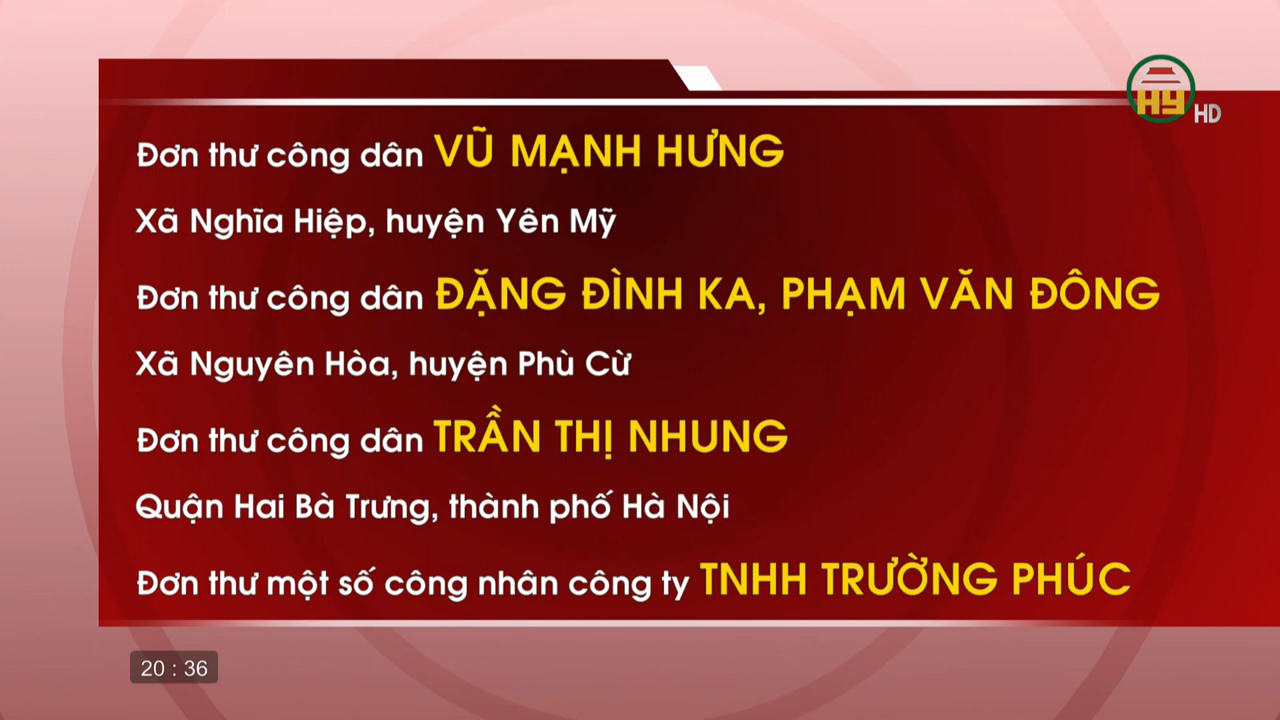 HY HD
Đơn thư công dân VŨ MẠNH HƯNG
Xã Nghĩa Hiệp, huyện Yên Mỹ
Đơn thư công dân ĐẶNG ĐÌNH KA, PHẠM VĂN ĐÔNG
Xã Nguyên Hòa, huyện Phù Cừ
Đơn thư công dân TRẦN THỊ NHUNG
Quận Hai Bà Trưng, thành phố Hà Nội
Đơn thư một số công nhân công ty TNHH TRƯỜNG PHÚC
20 : 36